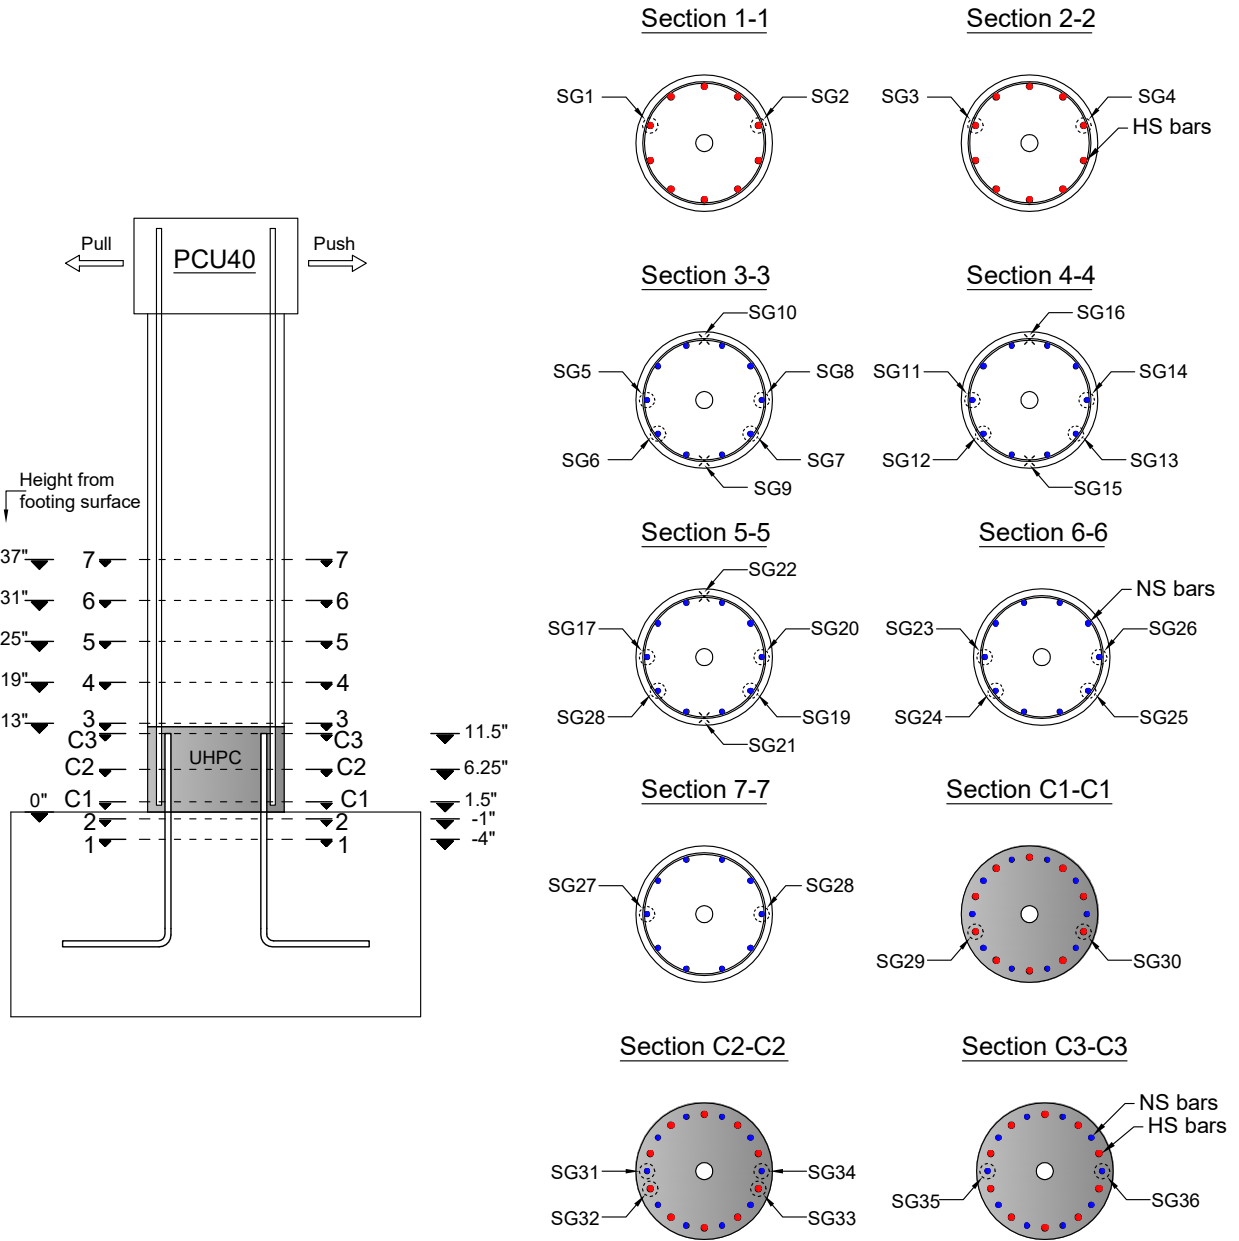 Section 1-1
Section 2-2
SG1
SG2
SG3
SG4
HS bars
Pull
PCU40
Push
Section 3-3
Section 4-4
SG10
SG16
SG5
SG8
SG11
SG14
SG6
SG7
SG12
SG13
SG9
SG15
Height from
footing surface
Section 5-5
Section 6-6
37" 7 7
SG22
NS bars
31" 6 6
SG17
SG20
SG23
SG26
25" 5 5
19" 4 4
SG28
SG19
SG24
SG25
SG21
13" 3 3
C3 C3 11.5"
UHPC
C2 C2 6.25"
0" C1 C1 1.5"
2 2 -1"
1 1 -4"
Section 7-7
Section C1-C1
SG27
SG28
SG29
SG30
Section C2-C2
Section C3-C3
NS bars
HS bars
SG31
SG34
SG32
SG33
SG35
SG36